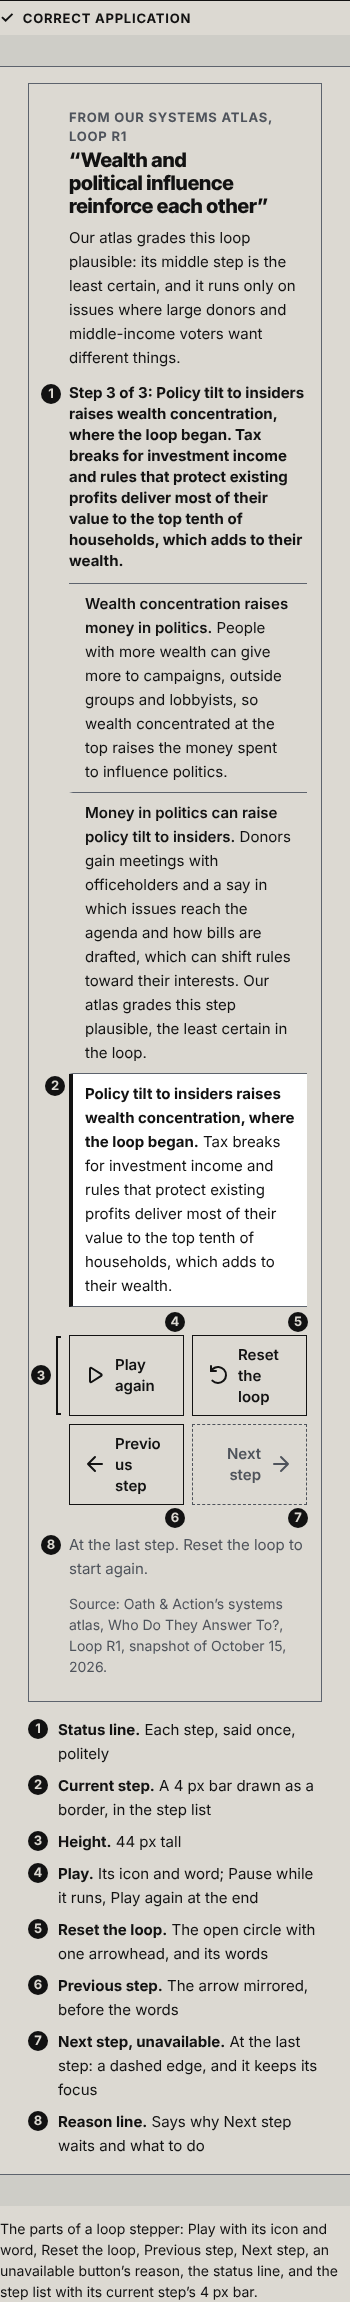 CORRECT APPLICATION
FROM OUR SYSTEMS ATLAS,
LOOP R1
“Wealth and
political influence
reinforce each other”
Our atlas grades this loop
plausible: its middle step is the
least certain, and it runs only on
issues where large donors and
middle-income voters want
different things.
1 Step 3 of 3: Policy tilt to insiders
raises wealth concentration,
where the loop began. Tax
breaks for investment income
and rules that protect existing
profits deliver most of their
value to the top tenth of
households, which adds to their
wealth.
Wealth concentration raises
money in politics. People
with more wealth can give
more to campaigns, outside
groups and lobbyists, so
wealth concentrated at the
top raises the money spent
to influence politics.
Money in politics can raise
policy tilt to insiders. Donors
gain meetings with
officeholders and a say in
which issues reach the
agenda and how bills are
drafted, which can shift rules
toward their interests. Our
atlas grades this step
plausible, the least certain in
the loop.
2 Policy tilt to insiders raises
wealth concentration, where
the loop began. Tax breaks
for investment income and
rules that protect existing
profits deliver most of their
value to the top tenth of
households, which adds to
their wealth.
4
5
3
Play
again
Reset
the
loop
Previo
us
step
Next
step
6
7
8 At the last step. Reset the loop to
start again.
Source: Oath & Action’s systems
atlas, Who Do They Answer To?,
Loop R1, snapshot of October 15,
2026.
1 Status line. Each step, said once,
politely
2 Current step. A 4 px bar drawn as a
border, in the step list
3 Height. 44 px tall
4 Play. Its icon and word; Pause while
it runs, Play again at the end
5 Reset the loop. The open circle with
one arrowhead, and its words
6 Previous step. The arrow mirrored,
before the words
7 Next step, unavailable. At the last
step: a dashed edge, and it keeps its
focus
8 Reason line. Says why Next step
waits and what to do
The parts of a loop stepper: Play with its icon and
word, Reset the loop, Previous step, Next step, an
unavailable button’s reason, the status line, and the
step list with its current step’s 4 px bar.